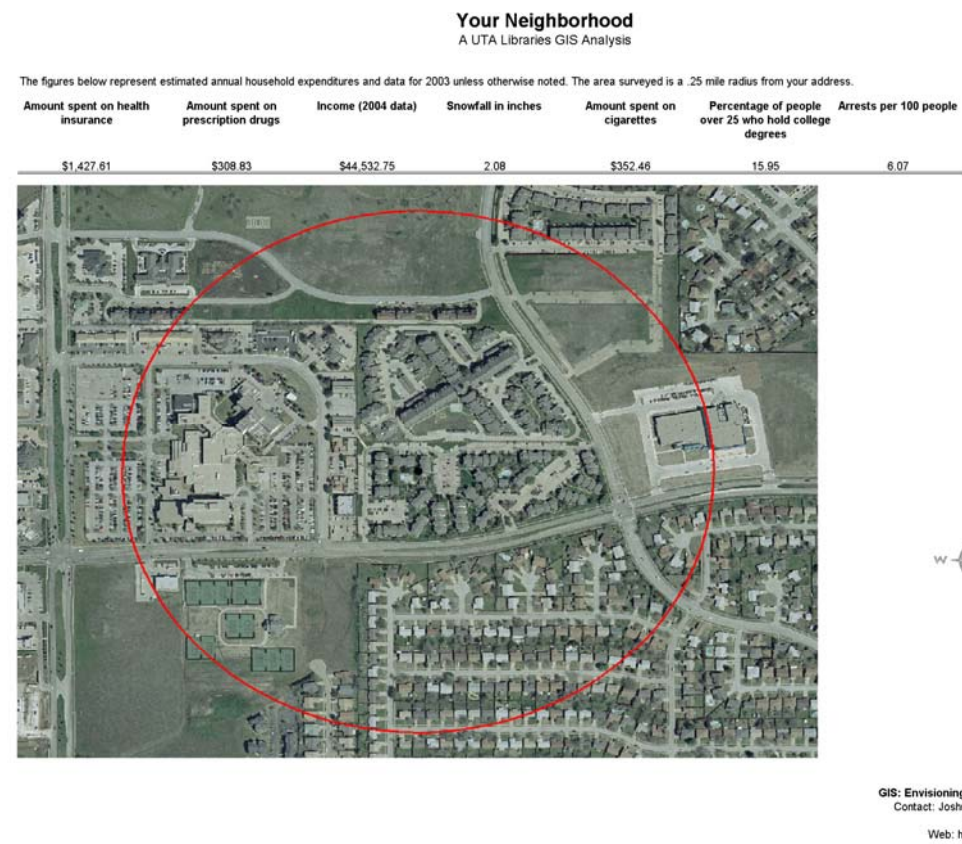 Your Neighborhood
A UTA Libraries GIS Analysis
The figures below represent estimated annual household expenditures and data for 2003 unless otherwise noted. The area surveyed is a .25 mile radius from your address.
Amount spent on health insurance
Amount spent on prescription drugs
Income (2004 data)
Snowfall in inches
Amount spent on cigarettes
Percentage of people over 25 who hold college degrees
Arrests per 100 people
$1,427.61 $308.83 $44,532.75 2.08 $352.46 15.95 6.07
W
GIS: Envisioning
Contact: Josh
Web: h